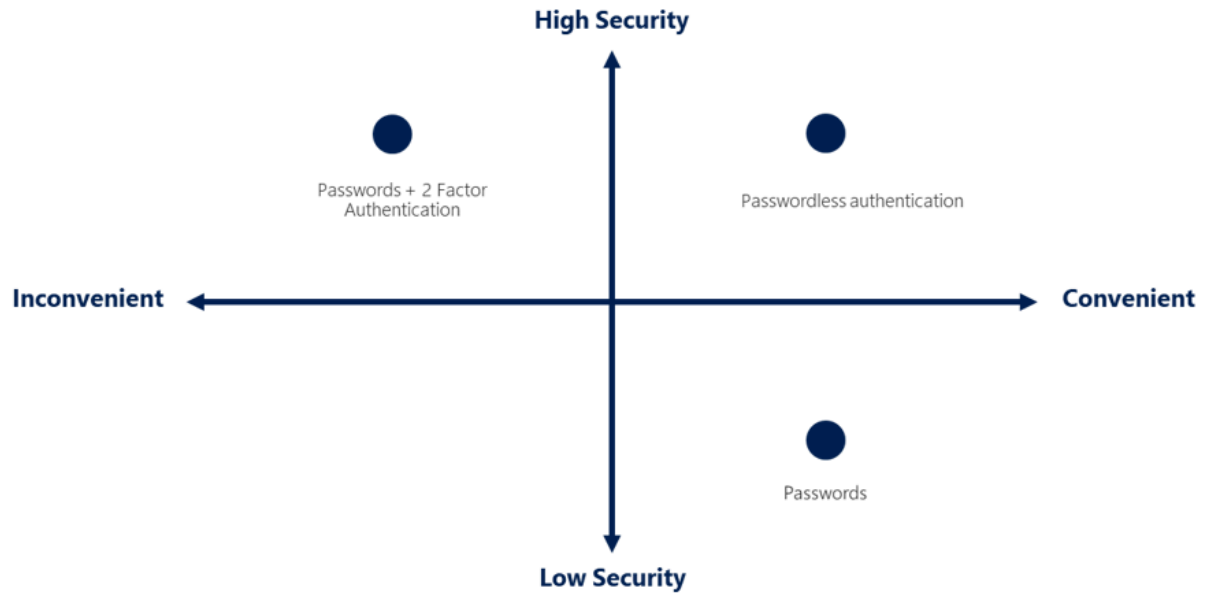 High Security
Passwords + 2 Factor
Authentication
Passwordless authentication
Inconvenient
Convenient
Passwords
Low Security